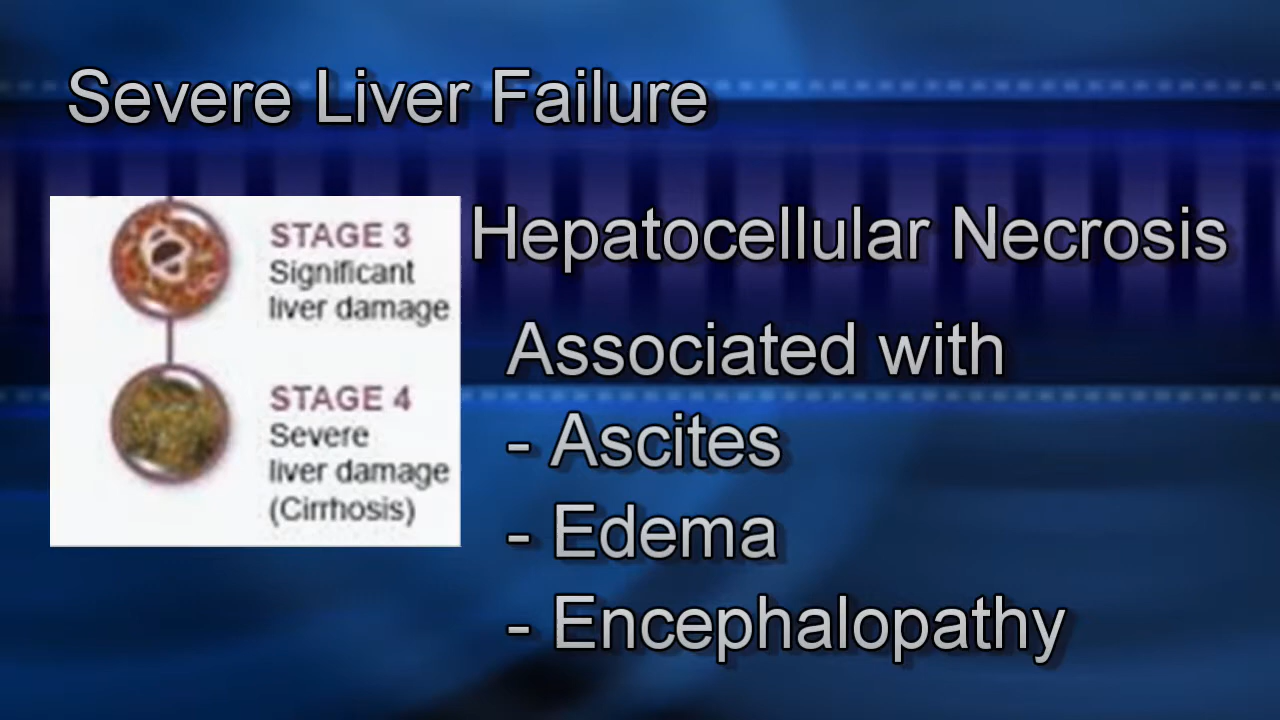 Severe Liver Failure
STAGE 3
Significant
liver damage
STAGE 4
Severe
liver damage
(Cirrhosis)
Hepatocellular Necrosis
Associated with
- Ascites
- Edema
- Encephalopathy